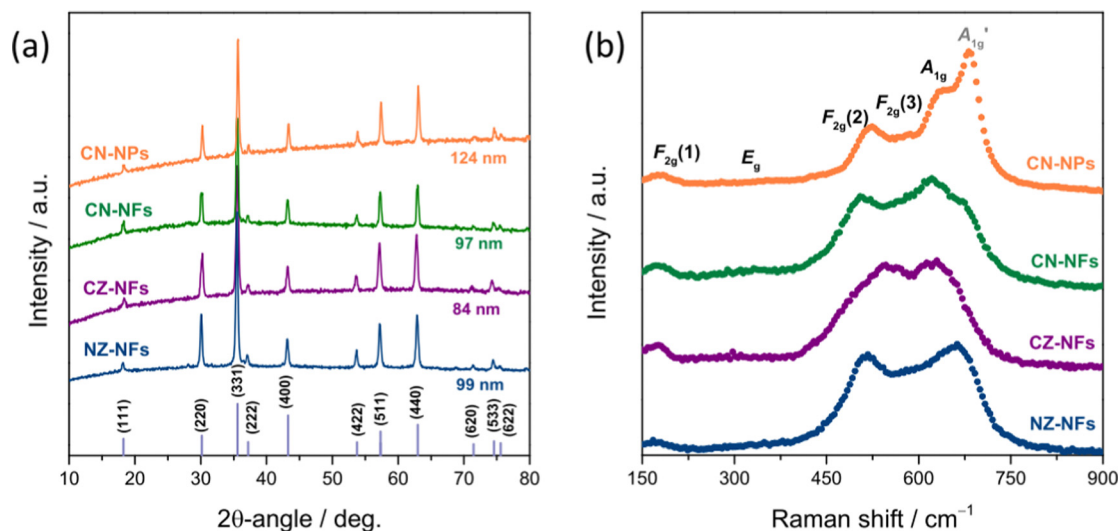 (a)
CN-NPs
124 nm
CN-NFs
97 nm
CZ-NFs
84 nm
NZ-NFs
99 nm
(111)
(220)
(331)
(222)
(400)
(422)
(511)
(440)
(620)
(533)
(622)
10 20 30 40 50 60 70 80
2θ-angle / deg.
Intensity / a.u.
(b)
A1g'
A1g
F2g(3)
F2g(2)
F2g(1)
Eg
CN-NPs
CN-NFs
CZ-NFs
NZ-NFs
150 300 450 600 750 900
Raman shift / cm−1
Intensity / a.u.